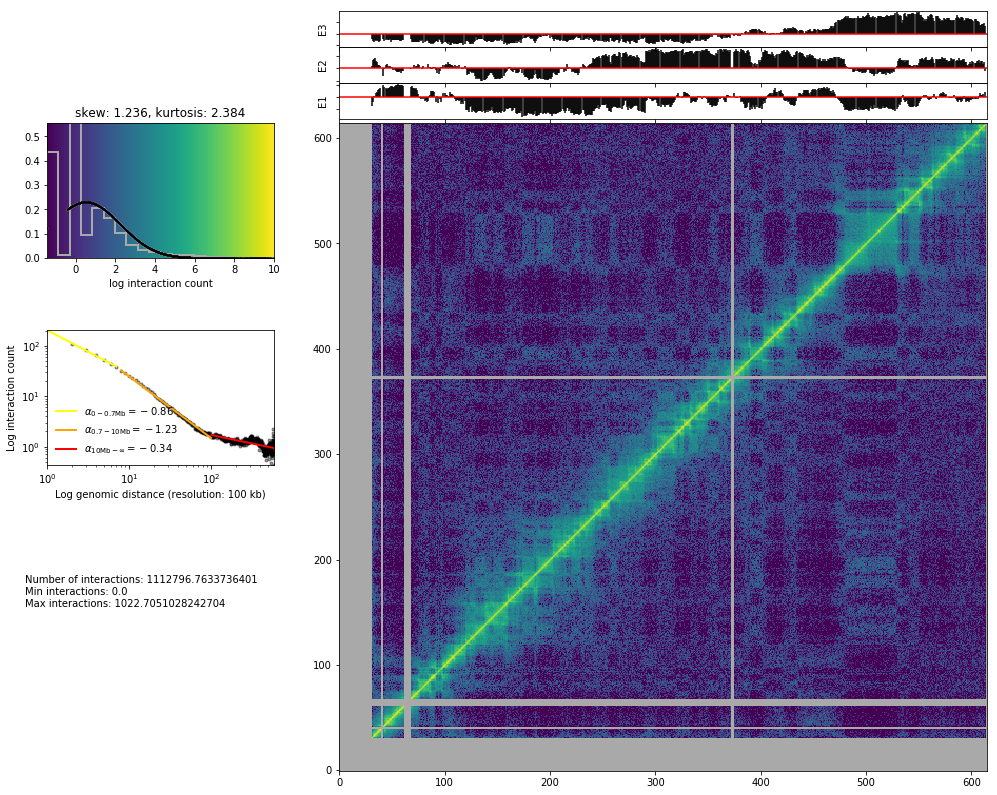 E3
E2
E1
skew: 1.236, kurtosis: 2.384
0.5
0.4
0.3
0.2
0.1
0.0
0 2 4 6 8 10
log interaction count
Log interaction count
10²
10¹
10⁰
α₀₋₀.₇Mb = −0.86
α₀.₇₋₁₀Mb = −1.23
α₁₀Mb₋∞ = −0.34
10⁰ 10¹ 10²
Log genomic distance (resolution: 100 kb)
Number of interactions: 1112796.7633736401
Min interactions: 0.0
Max interactions: 1022.7051028242704
600
500
400
300
200
100
0
0 100 200 300 400 500 600